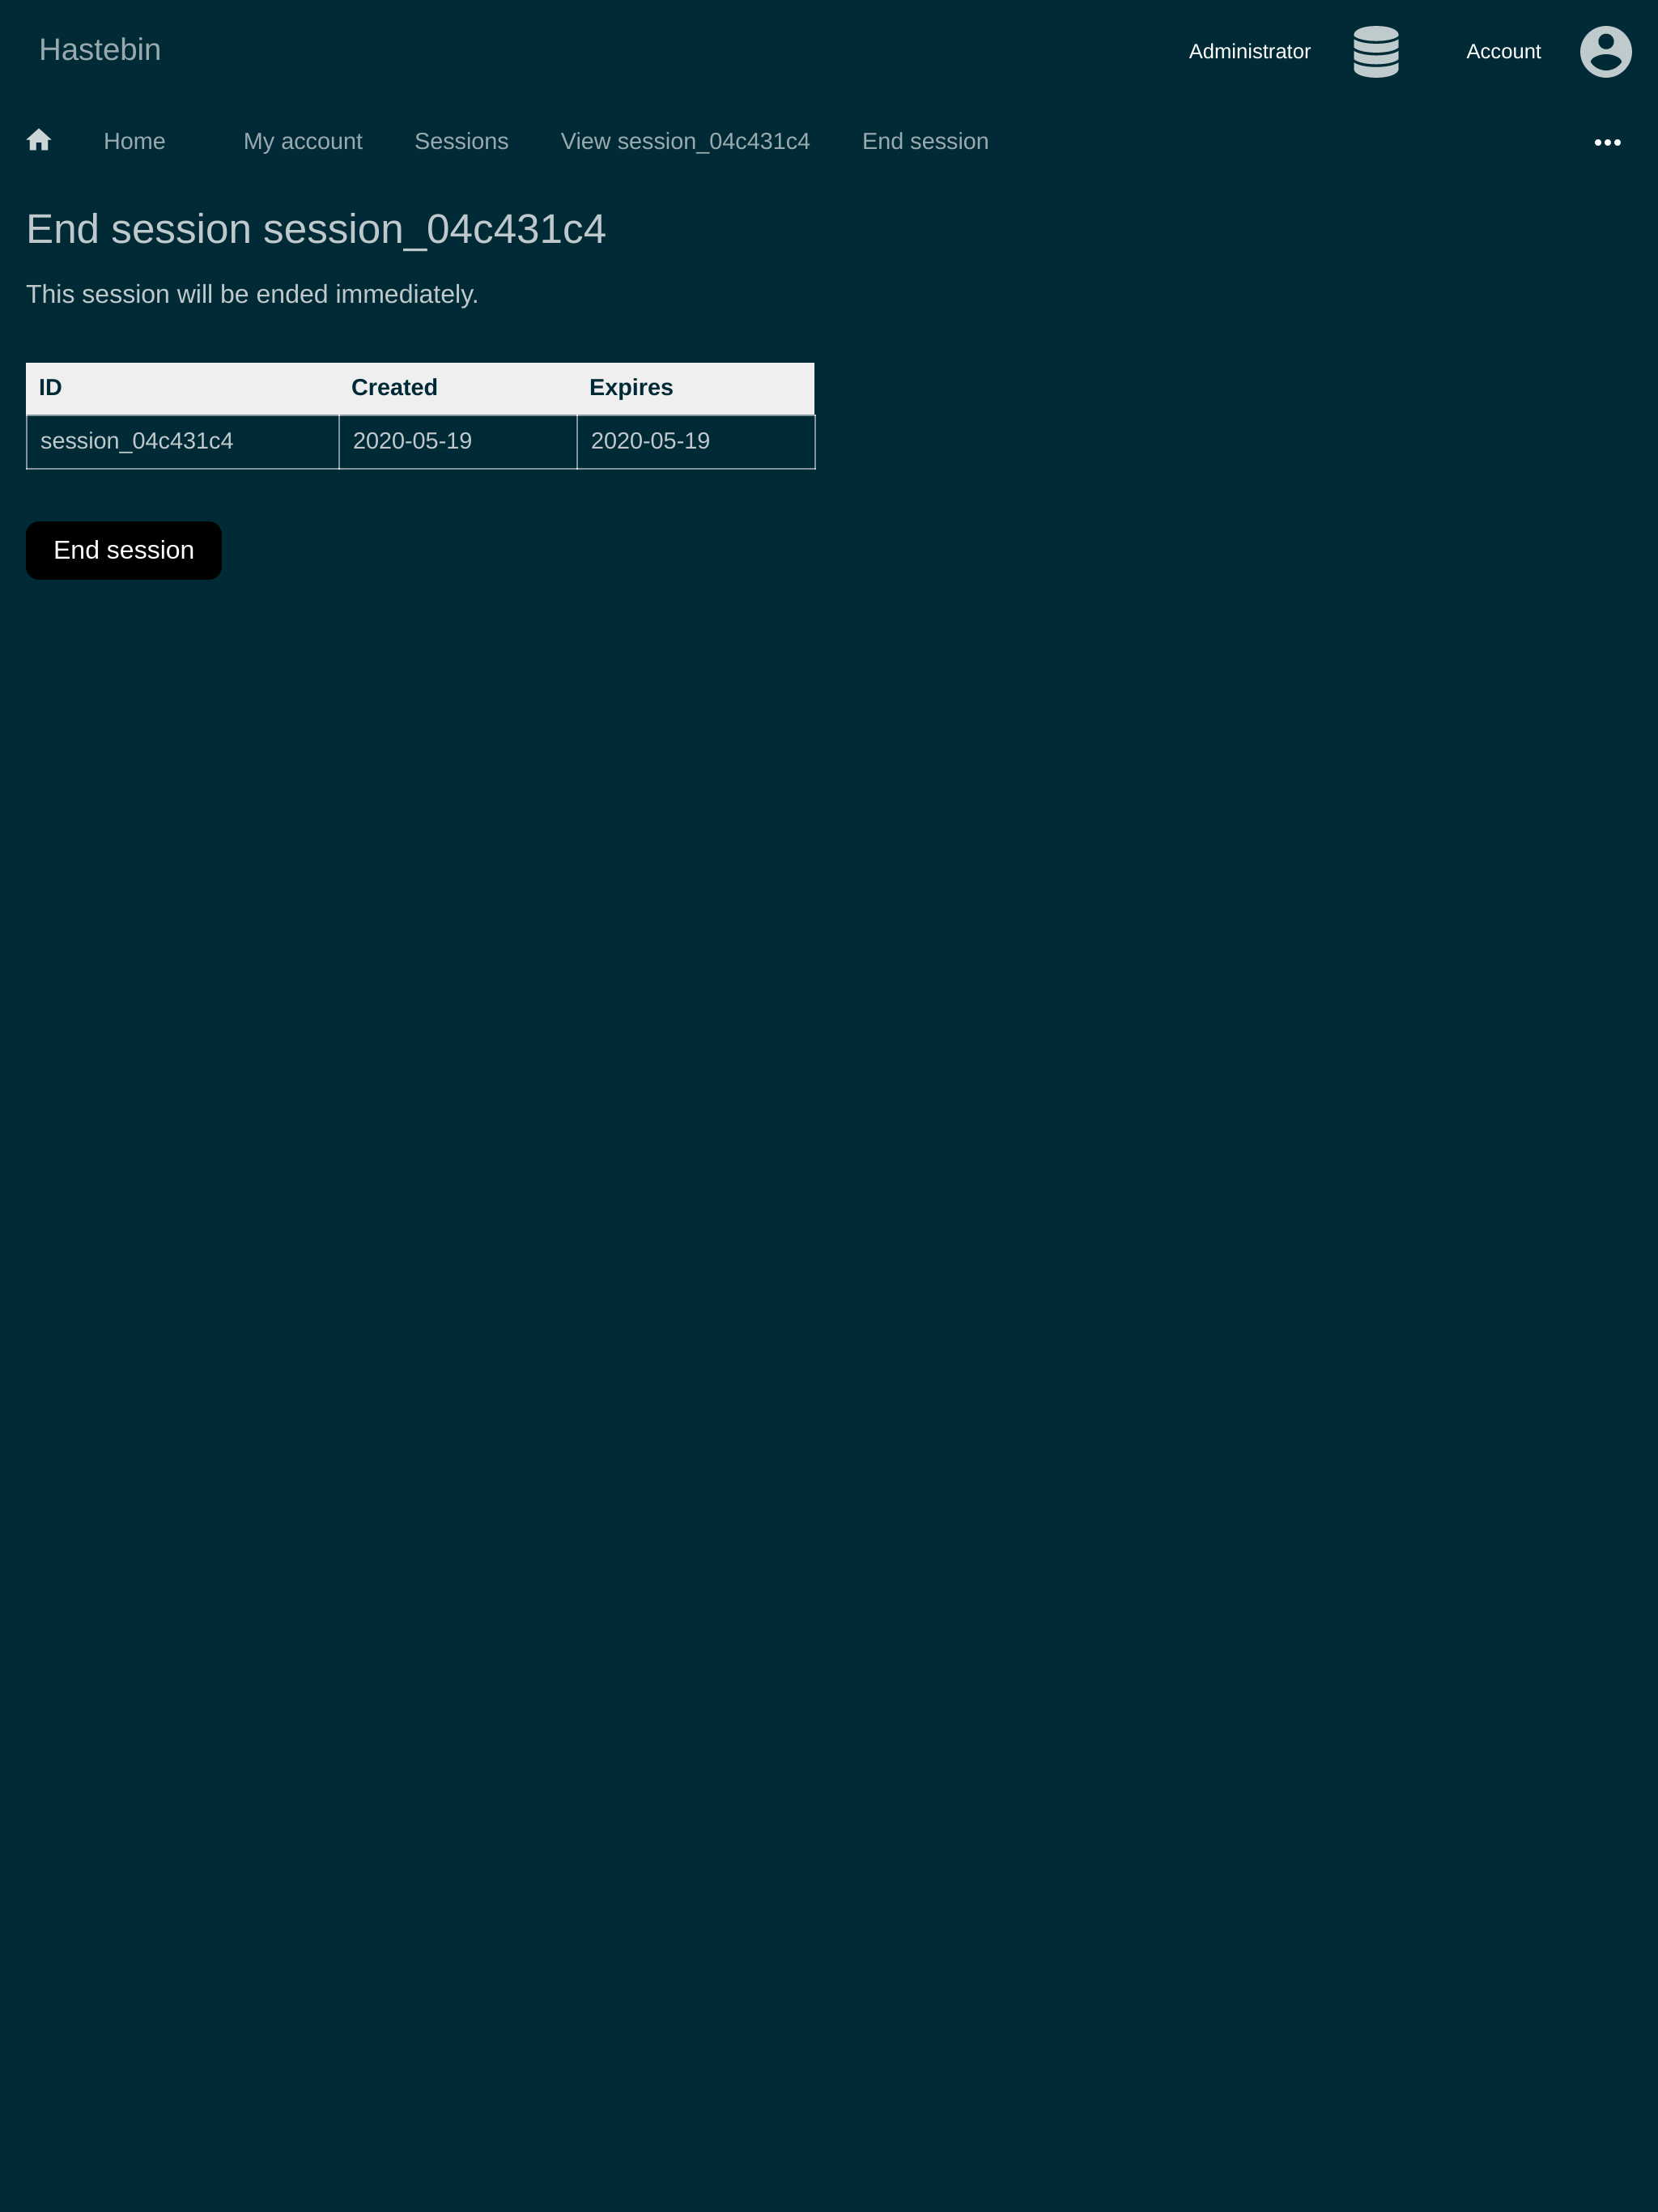 Hastebin
Administrator
Account
Home
My account
Sessions
View session_04c431c4
End session
End session session_04c431c4
This session will be ended immediately.
ID Created Expires
session_04c431c4 2020-05-19 2020-05-19
End session